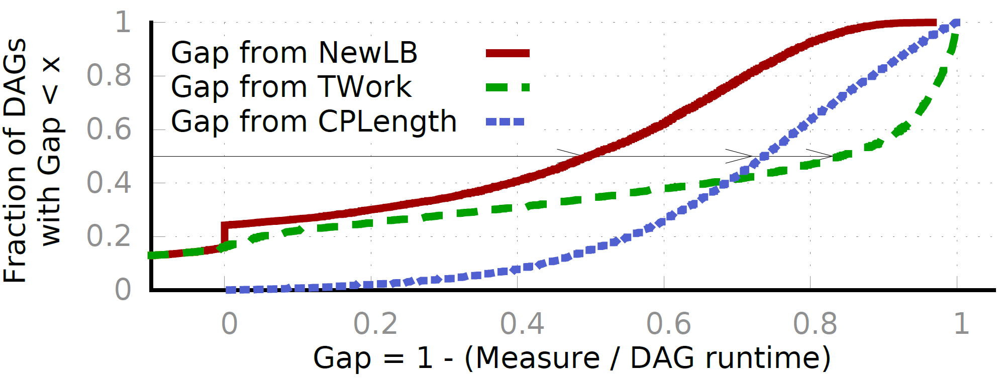 Fraction of DAGs
with Gap < x
1
0.8
0.6
0.4
0.2
0
Gap from NewLB
Gap from TWork
Gap from CPLength
0 0.2 0.4 0.6 0.8 1
Gap = 1 - (Measure / DAG runtime)